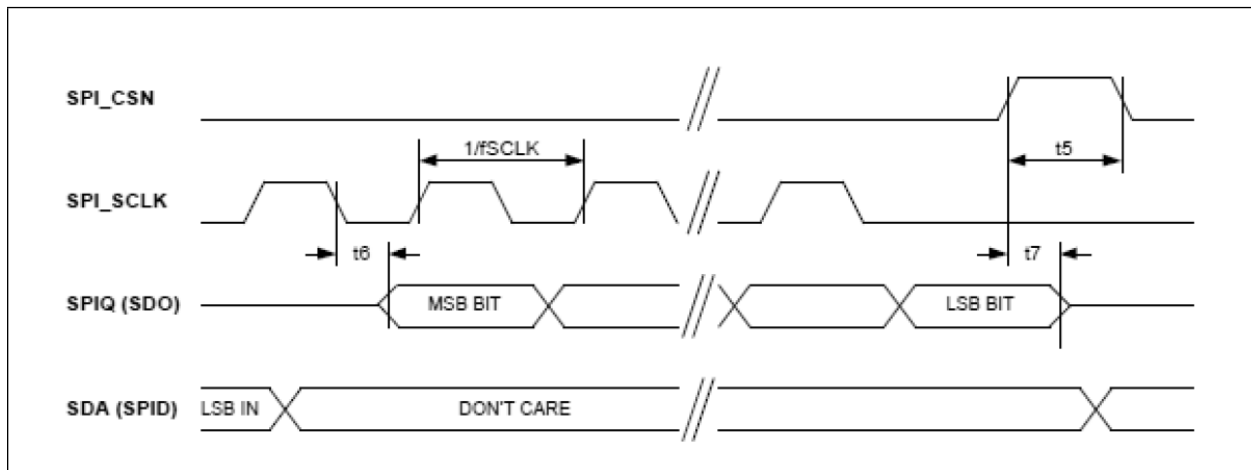 SPI_CSN
t5
1/fSCLK
SPI_SCLK
t6
t7
SPIQ (SDO)
MSB BIT
LSB BIT
SDA (SPID)
LSB IN
DON'T CARE